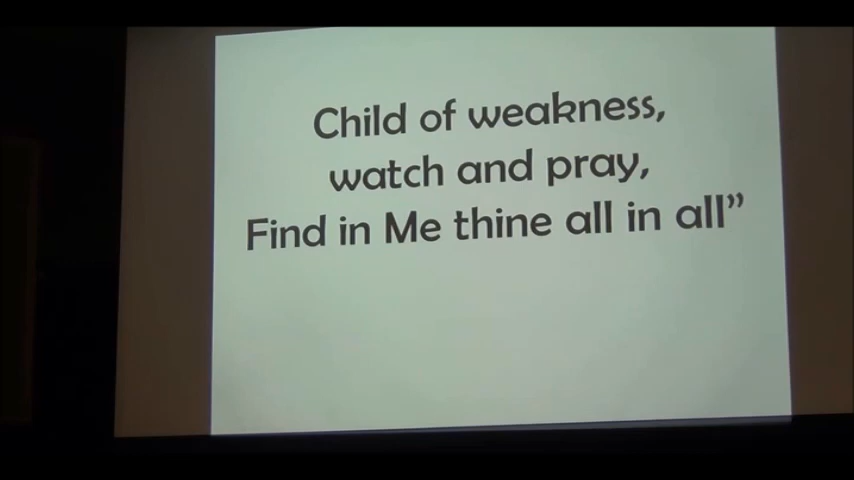 Child of weakness,
watch and pray,
Find in Me thine all in all”